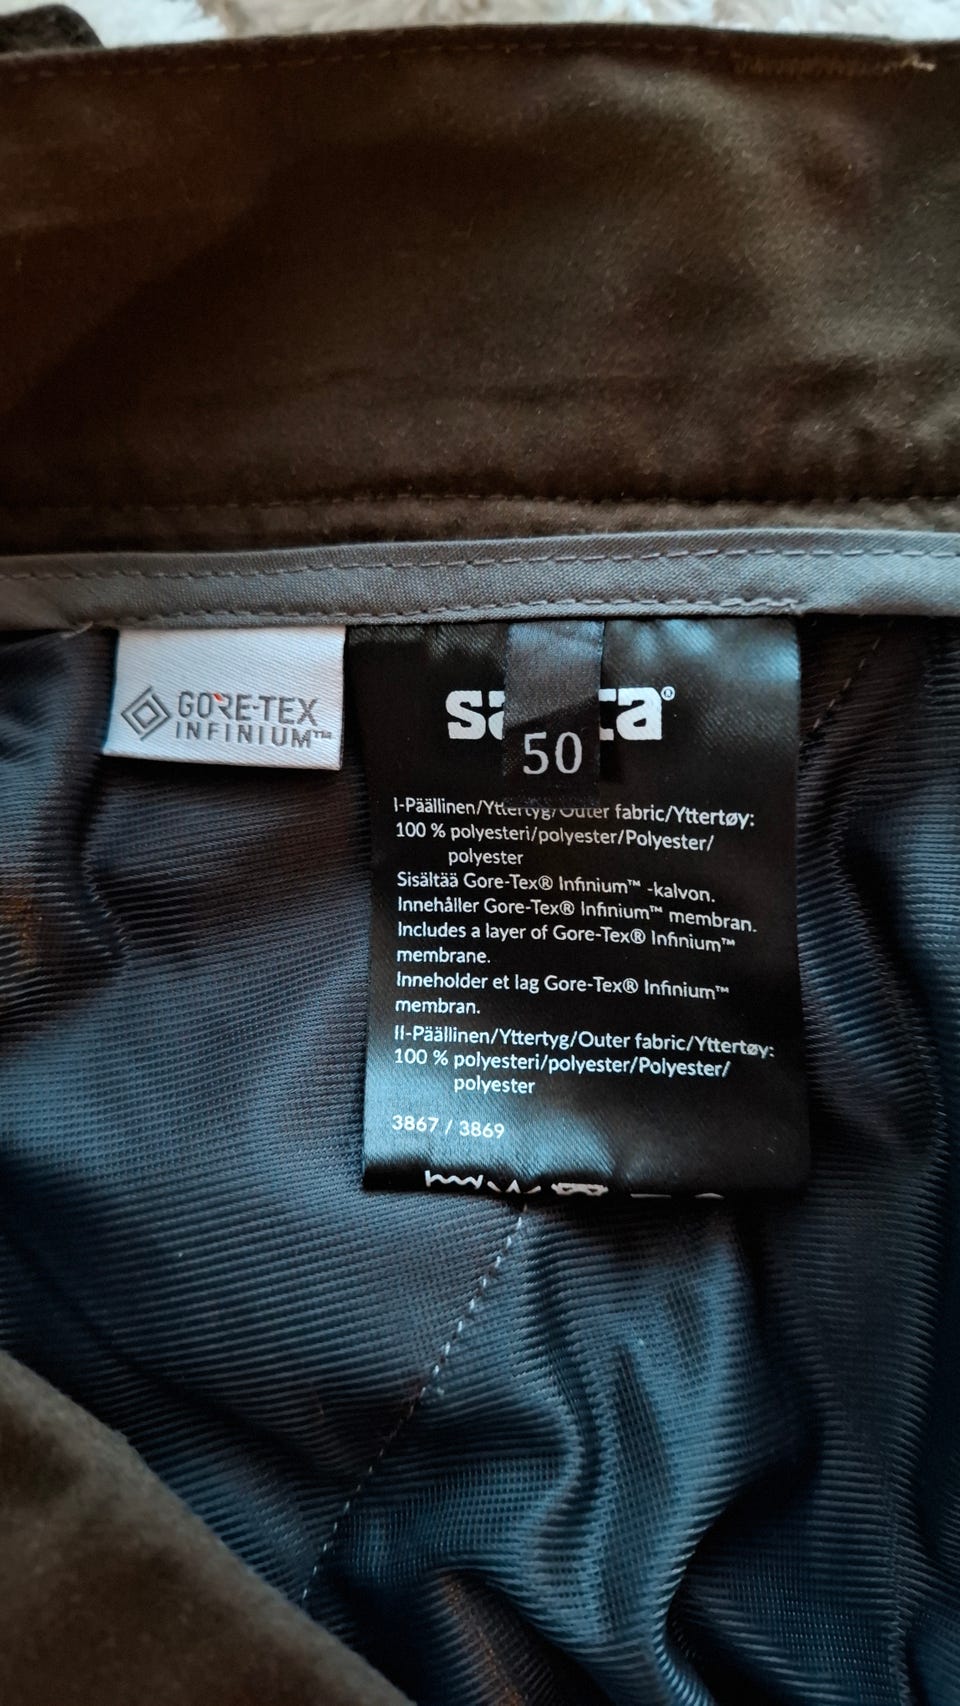 GORE-TEX
INFINIUM™
50
I-Päällinen/Yttertyg/Outer fabric/Yttertøy:
100 % polyesteri/polyester/Polyester/
polyester
Sisältää Gore-Tex® Infinium™ -kalvon.
Innehåller Gore-Tex® Infinium™ membran.
Includes a layer of Gore-Tex® Infinium™
membrane.
Inneholder et lag Gore-Tex® Infinium™
membran.
II-Päällinen/Yttertyg/Outer fabric/Yttertøy:
100 % polyesteri/polyester/Polyester/
polyester
3867 / 3869